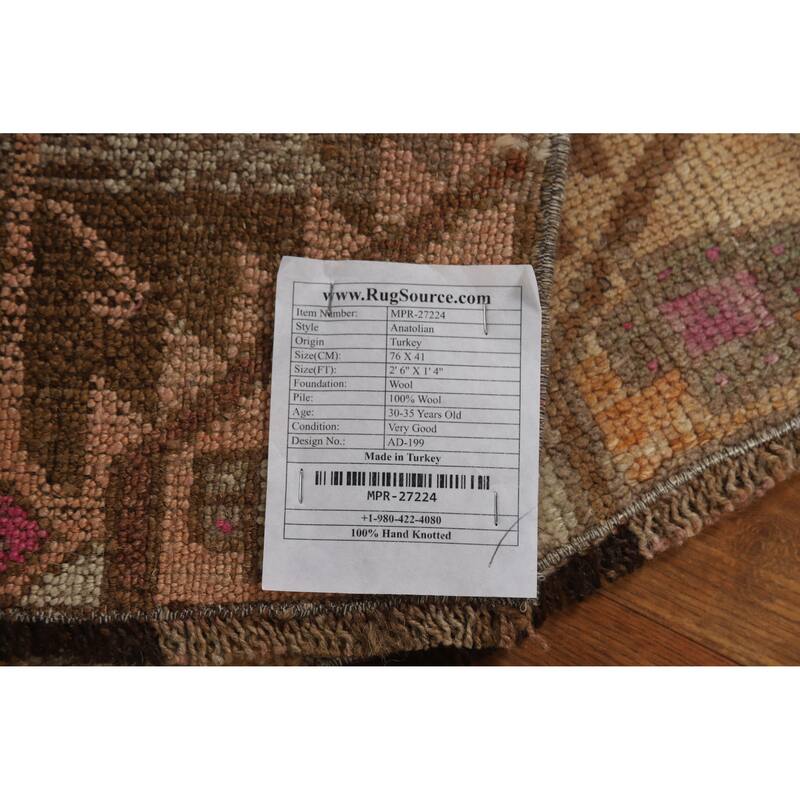 www.RugSource.com
Item Number: MPR-27224
Style Anatolian
Origin Turkey
Size(CM): 76 X 41
Size(FT): 2' 6" X 1' 4"
Foundation: Wool
Pile: 100% Wool
Age: 30-35 Years Old
Condition: Very Good
Design No.: AD-199
Made in Turkey
MPR-27224
+1-980-422-4080
100% Hand Knotted